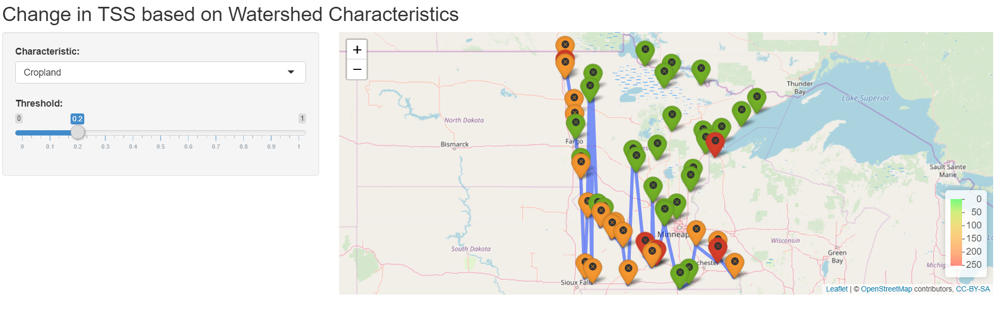 Change in TSS based on Watershed Characteristics
Characteristic:
Cropland
Threshold:
0
0.2
1
0
0.1
0.2
0.3
0.4
0.5
0.6
0.7
0.8
0.9
1
+
−
Thunder
Bay
Lake Superior
North Dakota
Fargo
Bismarck
Sault Sainte
Marie
Minneap
South Dakota
Wisconsin
Green
Bay
Michig
chester
Sioux Fall
0
50
100
150
200
250
Leaflet | © OpenStreetMap contributors, CC-BY-SA